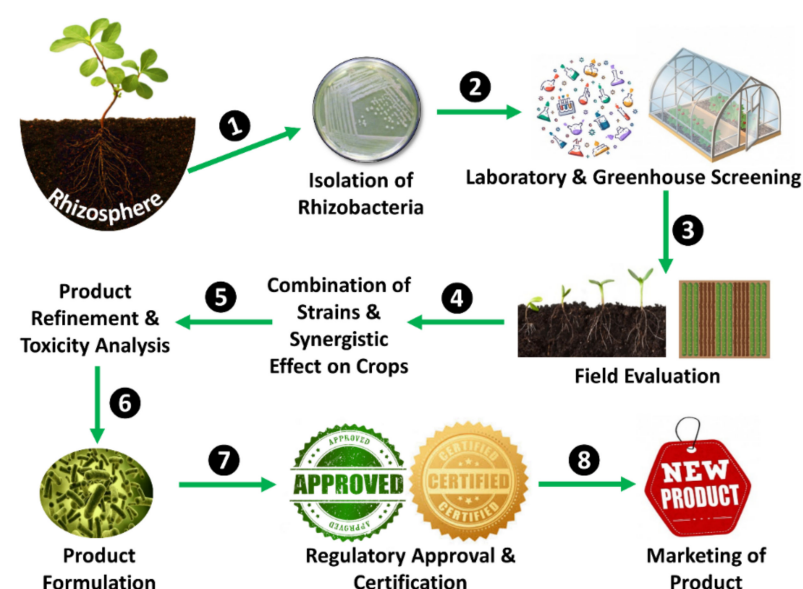 Rhizosphere
1
Isolation of
Rhizobacteria
2
Laboratory & Greenhouse Screening
3
Field Evaluation
4
Combination of
Strains &
Synergistic
Effect on Crops
5
Product
Refinement &
Toxicity Analysis
6
Product
Formulation
7
APPROVED
APPROVED
APPROVED
CERTIFIED
CERTIFIED
CERTIFIED
Regulatory Approval &
Certification
8
NEW
PRODUCT
Marketing of
Product